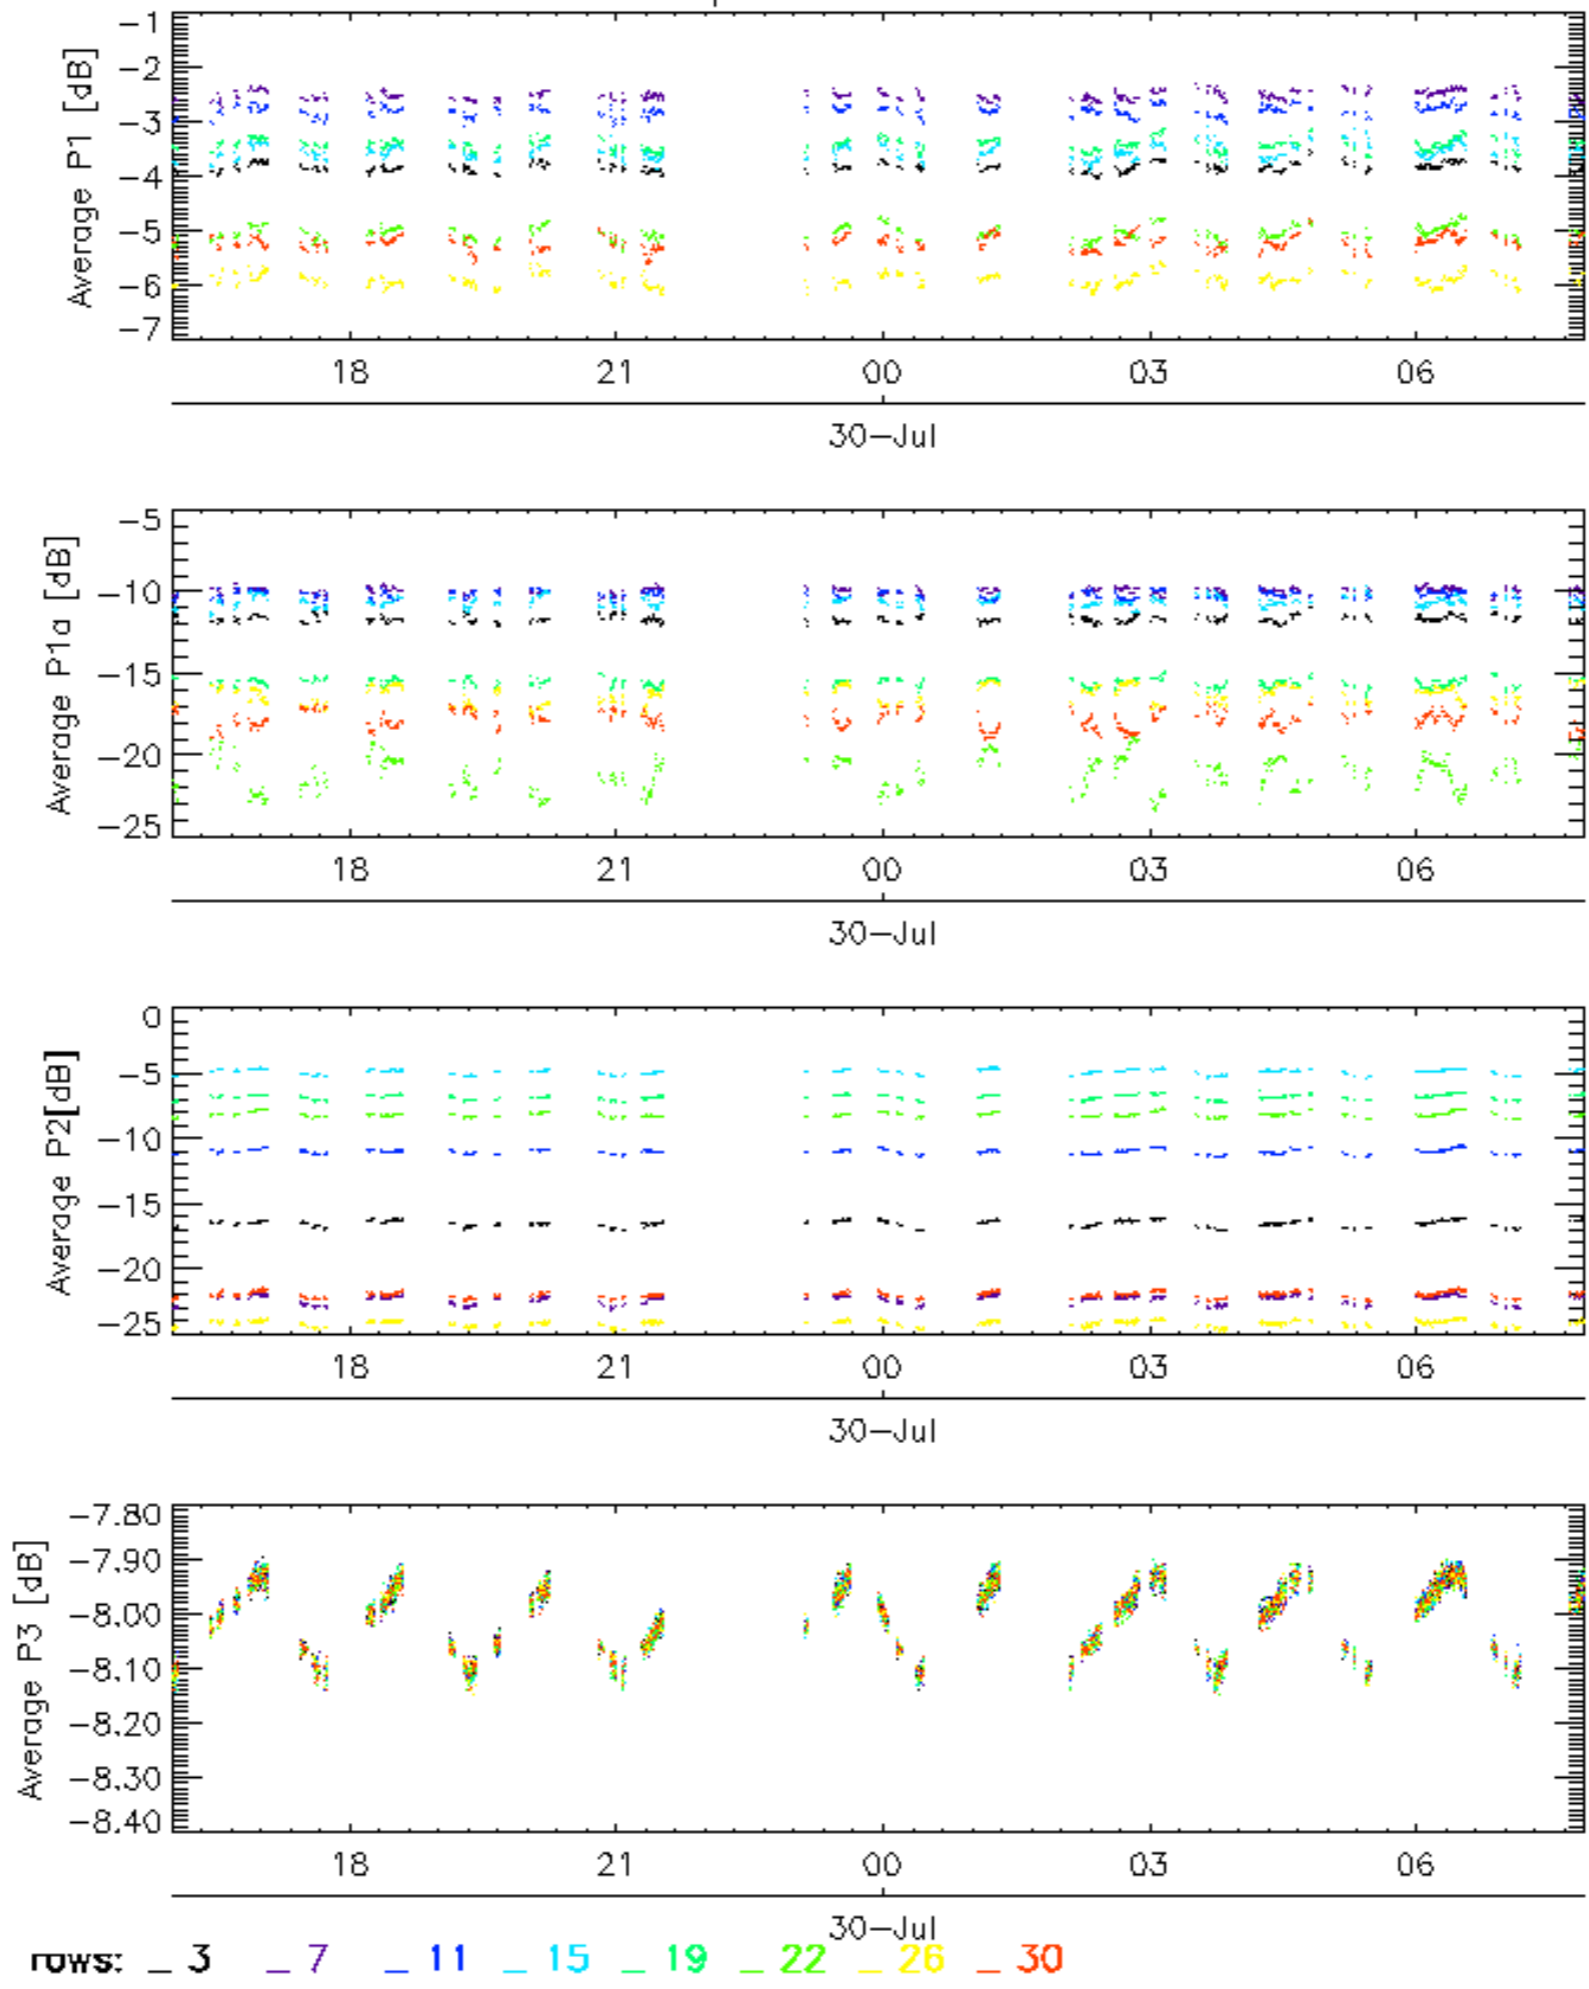 Average P1 [dB]
-1
-2
-3
-4
-5
-6
-7
18 21 00 03 06
30-Jul
Average P1a [dB]
-5
-10
-15
-20
-25
18 21 00 03 06
30-Jul
Average P2[dB]
0
-5
-10
-15
-20
-25
18 21 00 03 06
30-Jul
Average P3 [dB]
-7.80
-7.90
-8.00
-8.10
-8.20
-8.30
-8.40
18 21 00 03 06
30-Jul
rows: _ 3 _ 7 _ 11 _ 15 _ 19 _ 22 _ 26 _ 30